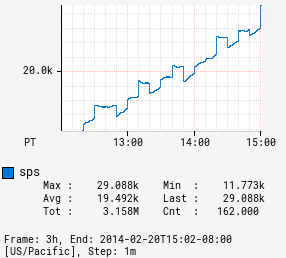 20.0k
PT 13:00 14:00 15:00
sps
Max : 29.088k Min : 11.773k
Avg : 19.492k Last : 29.088k
Tot : 3.158M Cnt : 162.000
Frame: 3h, End: 2014-02-20T15:02-08:00
[US/Pacific], Step: 1m